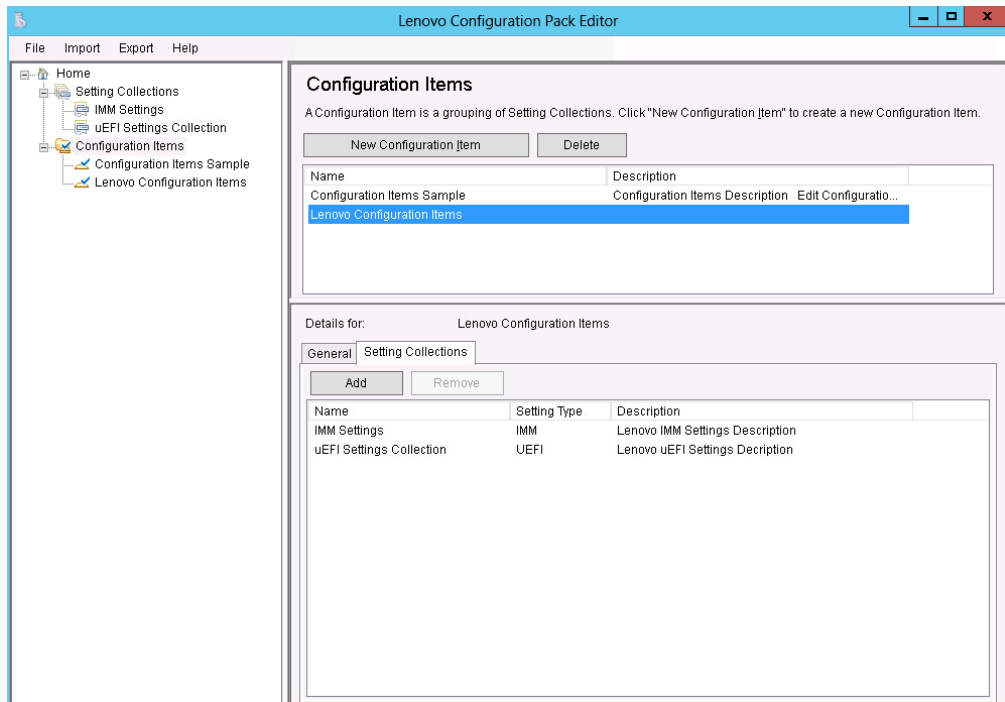 Lenovo Configuration Pack Editor
File Import Export Help
Home
Setting Collections
IMM Settings
uEFI Settings Collection
Configuration Items
Configuration Items Sample
Lenovo Configuration Items
Configuration Items
A Configuration Item is a grouping of Setting Collections. Click "New Configuration Item" to create a new Configuration Item.
New Configuration Item Delete
Name Description
Configuration Items Sample Configuration Items Description Edit Configuratio...
Lenovo Configuration Items
Details for: Lenovo Configuration Items
General Setting Collections
Add Remove
Name Setting Type Description
IMM Settings IMM Lenovo IMM Settings Description
uEFI Settings Collection UEFI Lenovo uEFI Settings Decription